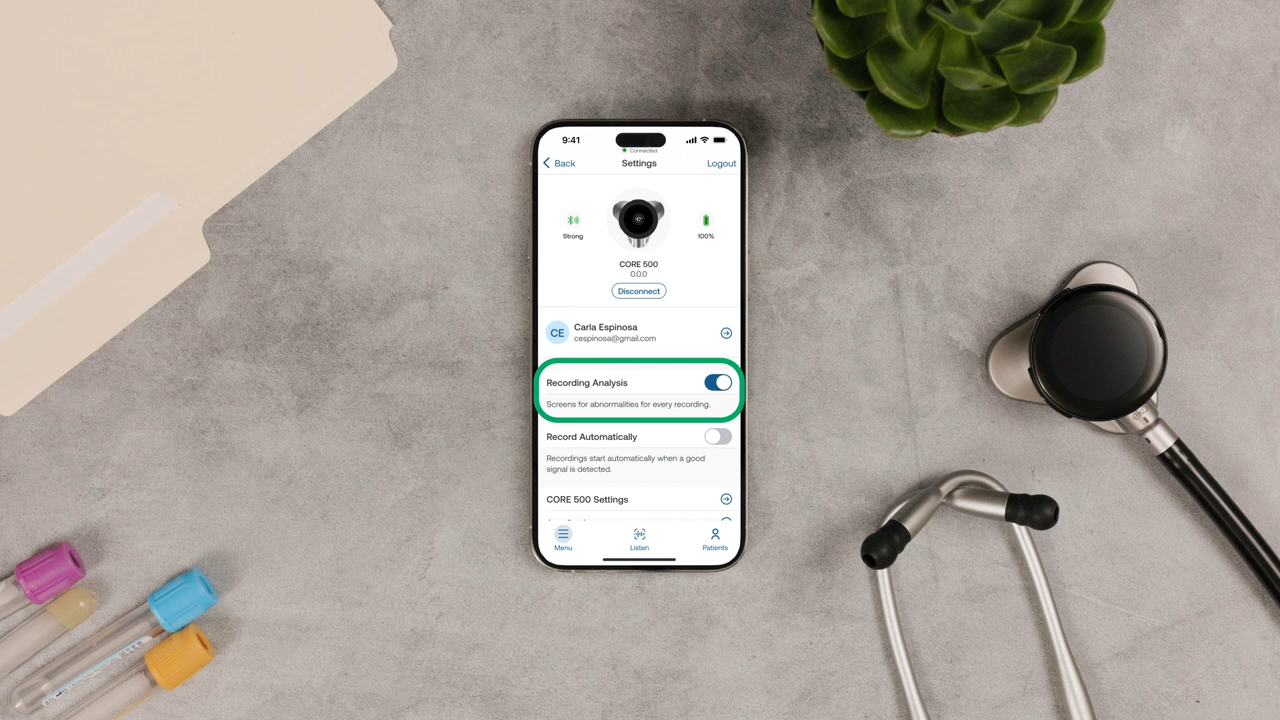 9:41
Connected
Back Settings Logout
Strong
100%
CORE 500
0.0.0
Disconnect
CE
Carla Espinosa
cespinosa@gmail.com
Recording Analysis
Screens for abnormalities for every recording.
Record Automatically
Recordings start automatically when a good
signal is detected.
CORE 500 Settings
Menu Listen Patients
eko